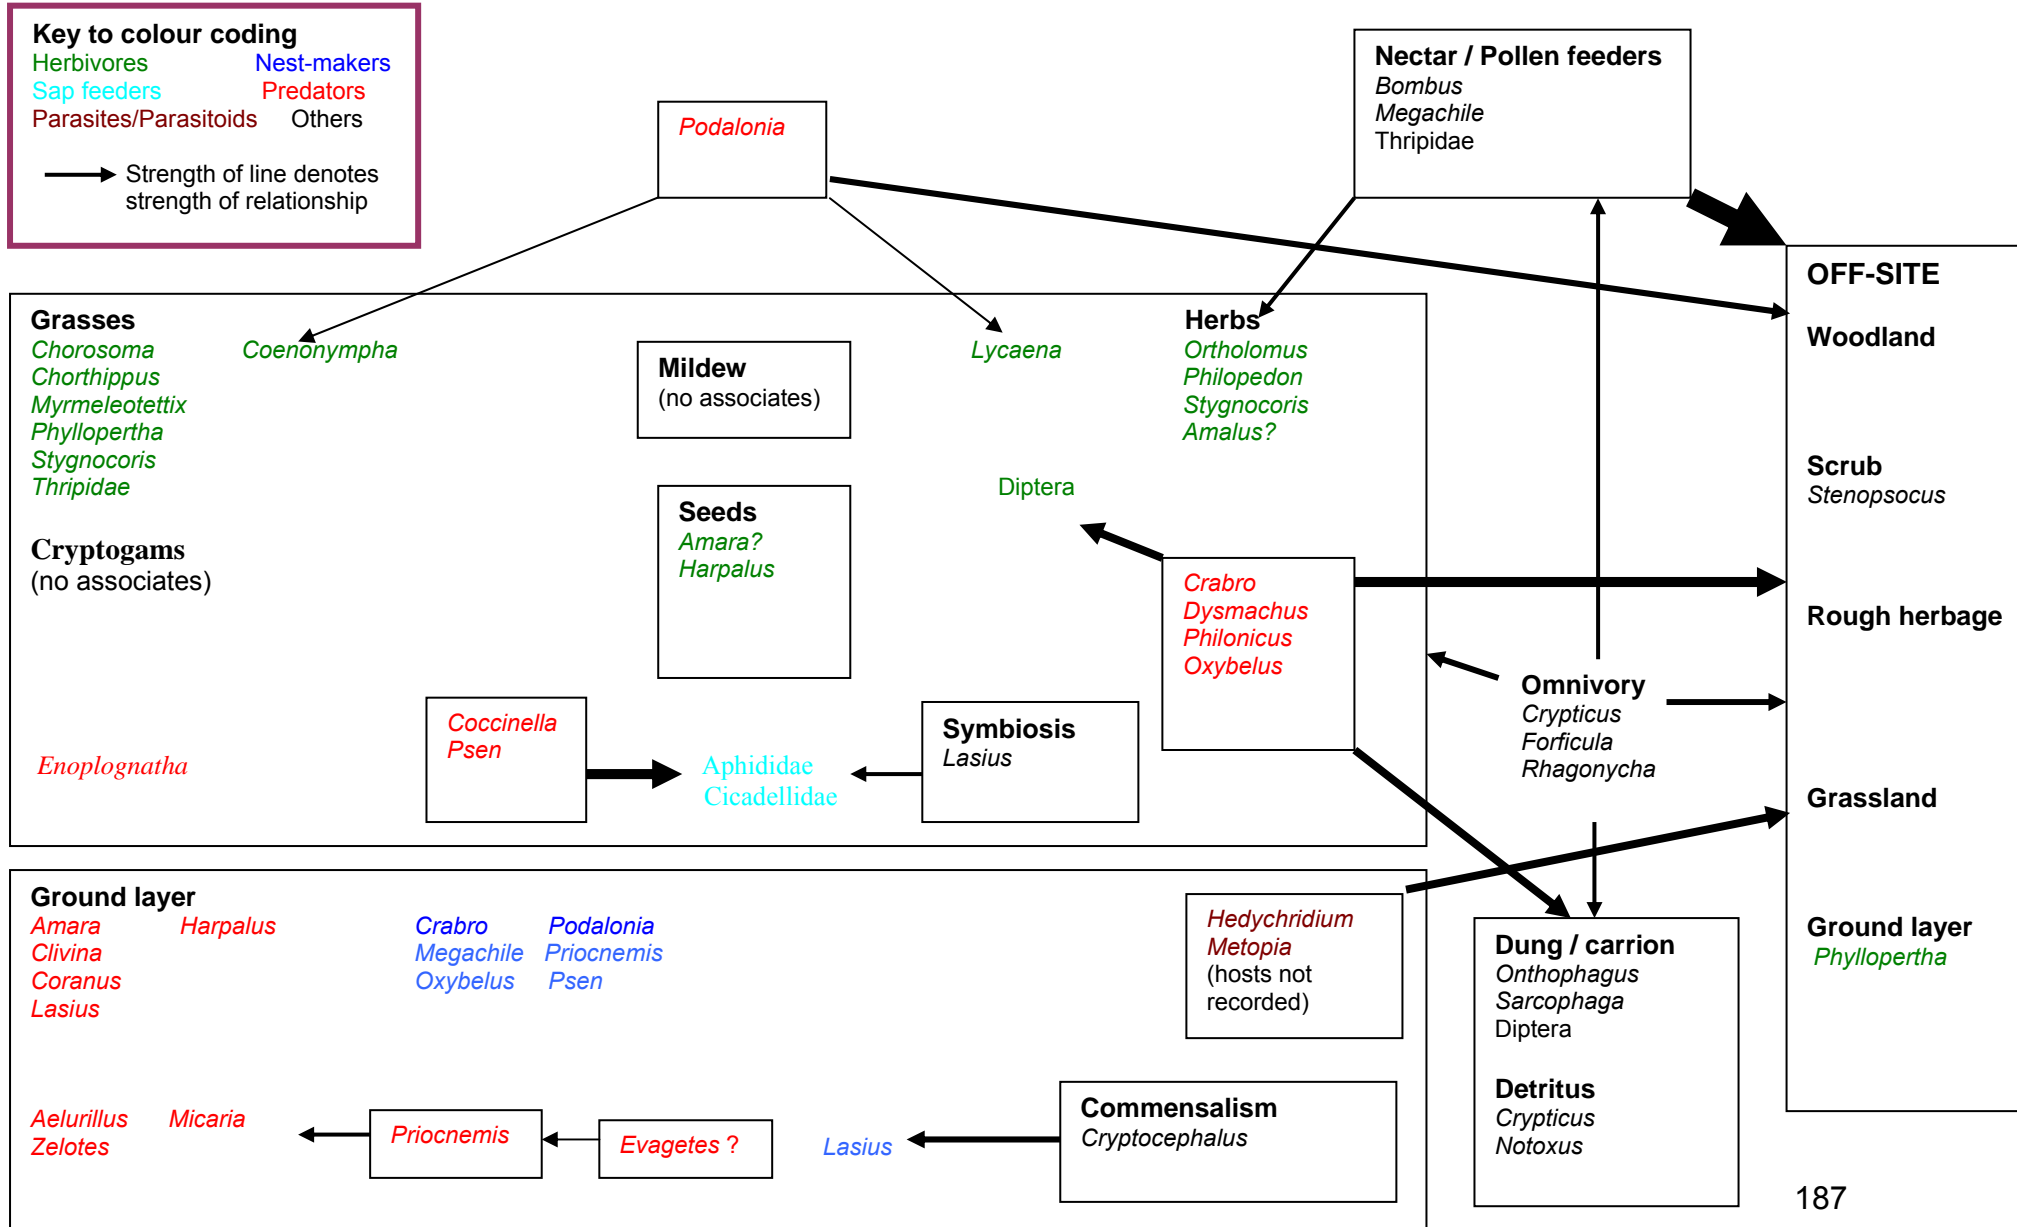 Key to colour coding
Herbivores Nest-makers
Sap feeders Predators
Parasites/Parasitoids Others
Strength of line denotes
strength of relationship
Podalonia
Nectar / Pollen feeders
Bombus
Megachile
Thripidae
Grasses
Chorosoma
Chorthippus
Myrmeleotettix
Phyllopertha
Stygnocoris
Thripidae
Coenonympha
Cryptogams
(no associates)
Mildew
(no associates)
Seeds
Amara?
Harpalus
Lycaena
Herbs
Ortholomus
Philopedon
Stygnocoris
Amalus?
Diptera
Crabro
Dysmachus
Philonicus
Oxybelus
Enoplognatha
Coccinella
Psen
Aphididae
Cicadellidae
Symbiosis
Lasius
Omnivory
Crypticus
Forficula
Rhagonycha
OFF-SITE
Woodland
Scrub
Stenopsocus
Rough herbage
Grassland
Ground layer
Phyllopertha
Ground layer
Amara Harpalus
Clivina
Coranus
Lasius
Crabro Podalonia
Megachile Priocnemis
Oxybelus Psen
Hedychridium
Metopia
(hosts not
recorded)
Aelurillus Micaria
Zelotes
Priocnemis
Evagetes ?
Lasius
Commensalism
Cryptocephalus
Dung / carrion
Onthophagus
Sarcophaga
Diptera
Detritus
Crypticus
Notoxus
187